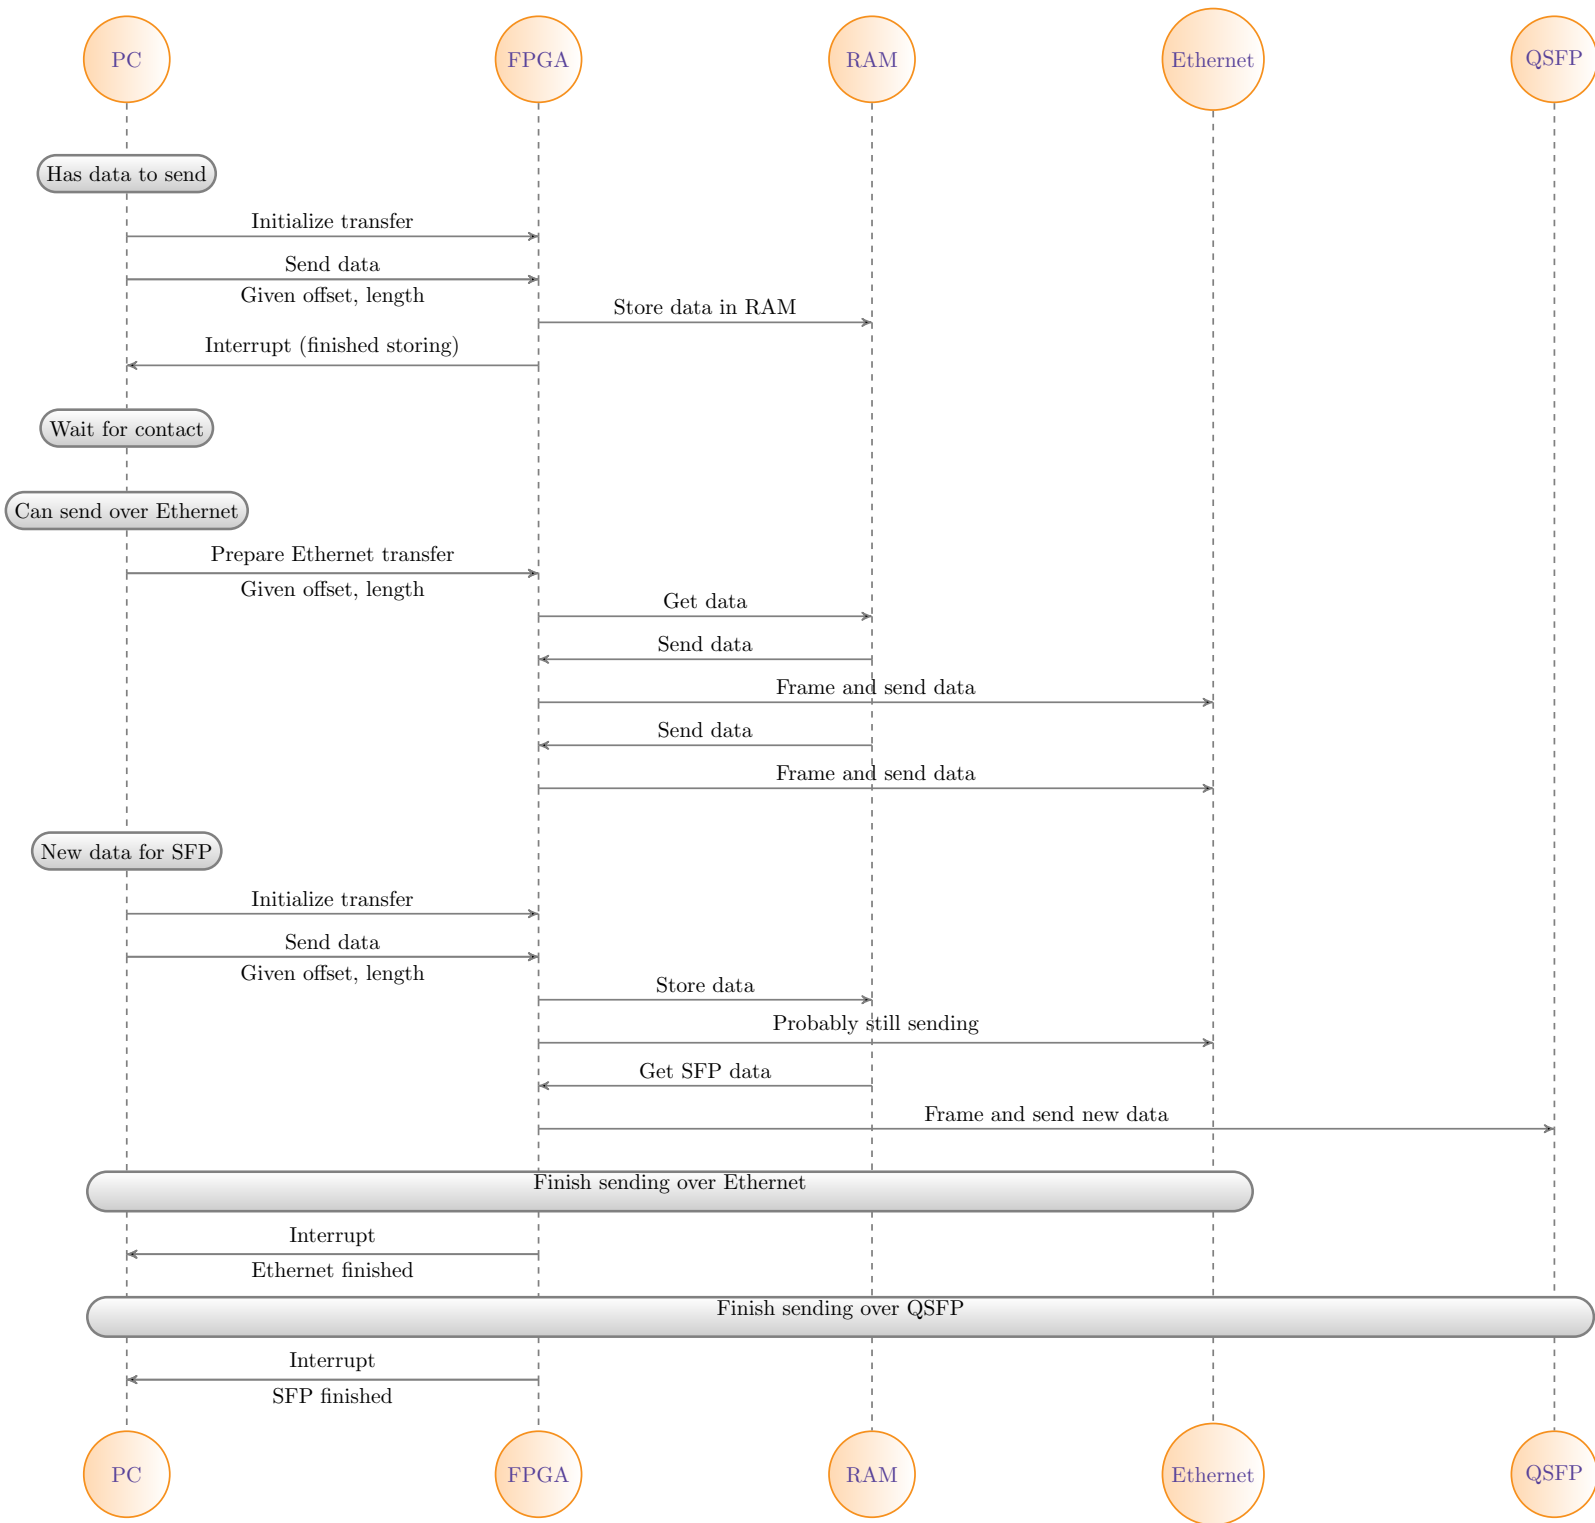 PC
FPGA
RAM
Ethernet
QSFP
Has data to send
Initialize transfer
Send data
Given offset, length
Store data in RAM
Interrupt (finished storing)
Wait for contact
Can send over Ethernet
Prepare Ethernet transfer
Given offset, length
Get data
Send data
Frame and send data
Send data
Frame and send data
New data for SFP
Initialize transfer
Send data
Given offset, length
Store data
Probably still sending
Get SFP data
Frame and send new data
Finish sending over Ethernet
Interrupt
Ethernet finished
Finish sending over QSFP
Interrupt
SFP finished
PC
FPGA
RAM
Ethernet
QSFP